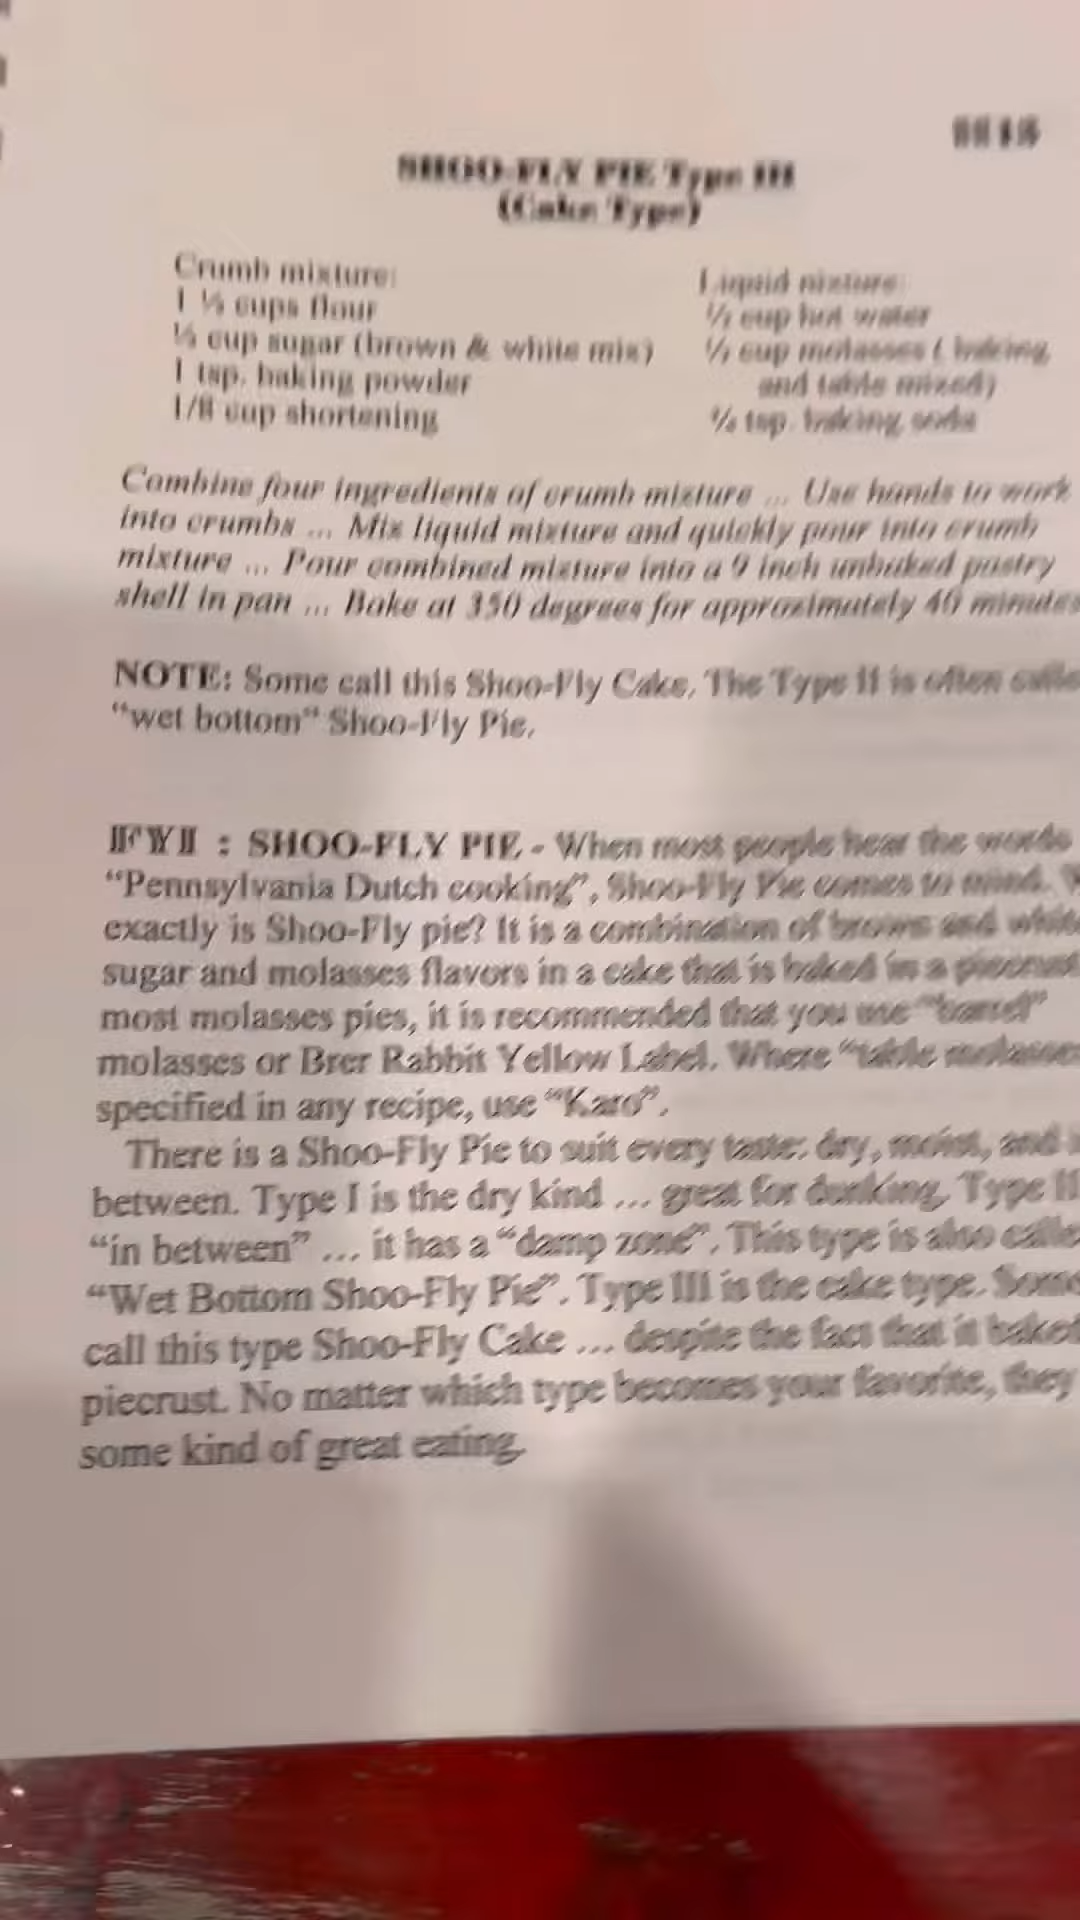 SHOO-FLY PIE Type III
(Cake Type)
Crumb mixture:
1 ½ cups flour
cup sugar (brown & white mix)
1 tsp. baking powder
1/8 cup shortening
Liquid mixture:
cup hot water
cup molasses ( baking
and table mixed)
tsp. baking soda
Combine four ingredients of crumb mixture ... Use hands to work
into crumbs ... Mix liquid mixture and quickly pour into crumb
mixture ... Pour combined mixture into a 9 inch unbaked pastry
shell in pan ... Bake at 350 degrees for approximately 40 minutes
NOTE: Some call this Shoo-Fly Cake. The Type II is often calle
"wet bottom" Shoo-Fly Pie.
FYI : SHOO-FLY PIE - When most people hear the words
“Pennsylvania Dutch cooking”, Shoo-Fly Pie comes to mind. W
exactly is Shoo-Fly pie? It is a combination of brown and white
sugar and molasses flavors in a cake that is baked in a piecrust
most molasses pies, it is recommended that you use “barrel”
molasses or Brer Rabbit Yellow Label. Where “table molasses
specified in any recipe, use “Karo”.
There is a Shoo-Fly Pie to suit every taste: dry, moist, and i
between. Type I is the dry kind ... great for dunking. Type II
“in between” ... it has a “damp zone”. This type is also calle
“Wet Bottom Shoo-Fly Pie”. Type III is the cake type. Some
call this type Shoo-Fly Cake ... despite the fact that it baked
piecrust. No matter which type becomes your favorite, they
some kind of great eating.